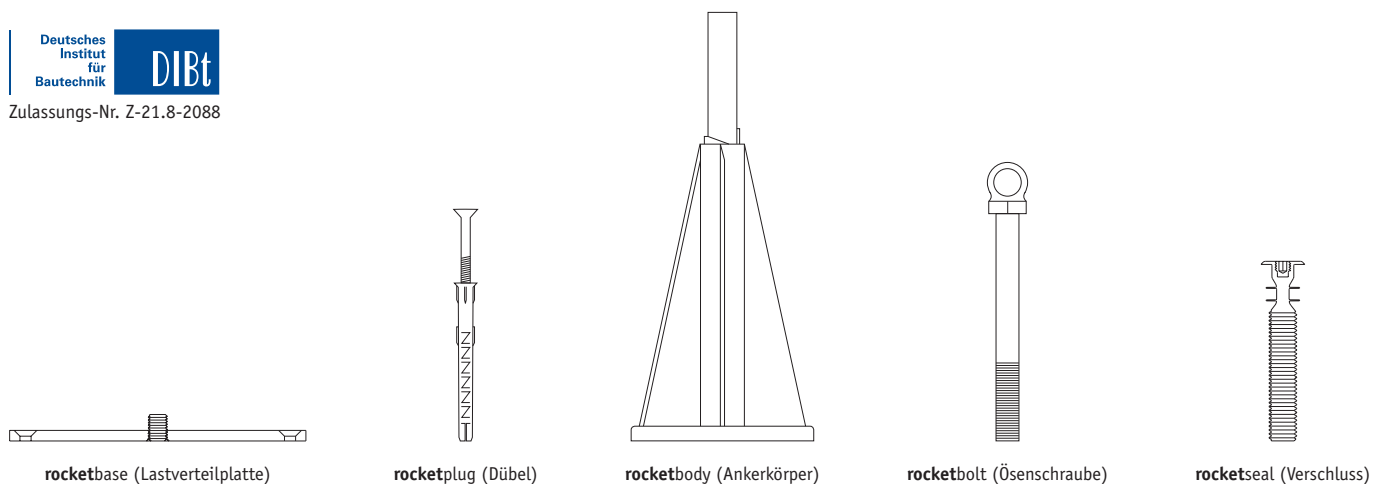 Deutsches
Institut
für
Bautechnik
DIBt
Zulassungs-Nr. Z-21.8-2088
rocketbase (Lastverteilplatte)
rocketplug (Dübel)
rocketbody (Ankerkörper)
rocketbolt (Ösenschraube)
rocketseal (Verschluss)